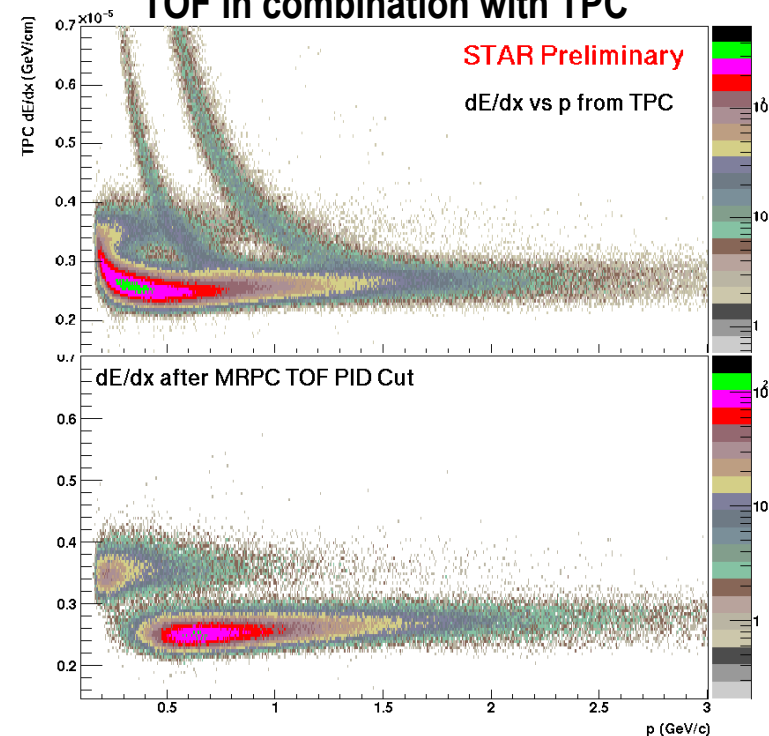 TOF in combination with TPC
0.7 ×10⁻⁵
TPC dE/dx (GeV/cm)
STAR Preliminary
dE/dx vs p from TPC
0.6
0.5
0.4
0.3
0.2
10²
10
1
0.7
dE/dx after MRPC TOF PID Cut
0.6
0.5
0.4
0.3
0.2
10²
10
1
0.5 1 1.5 2 2.5 3
p (GeV/c)